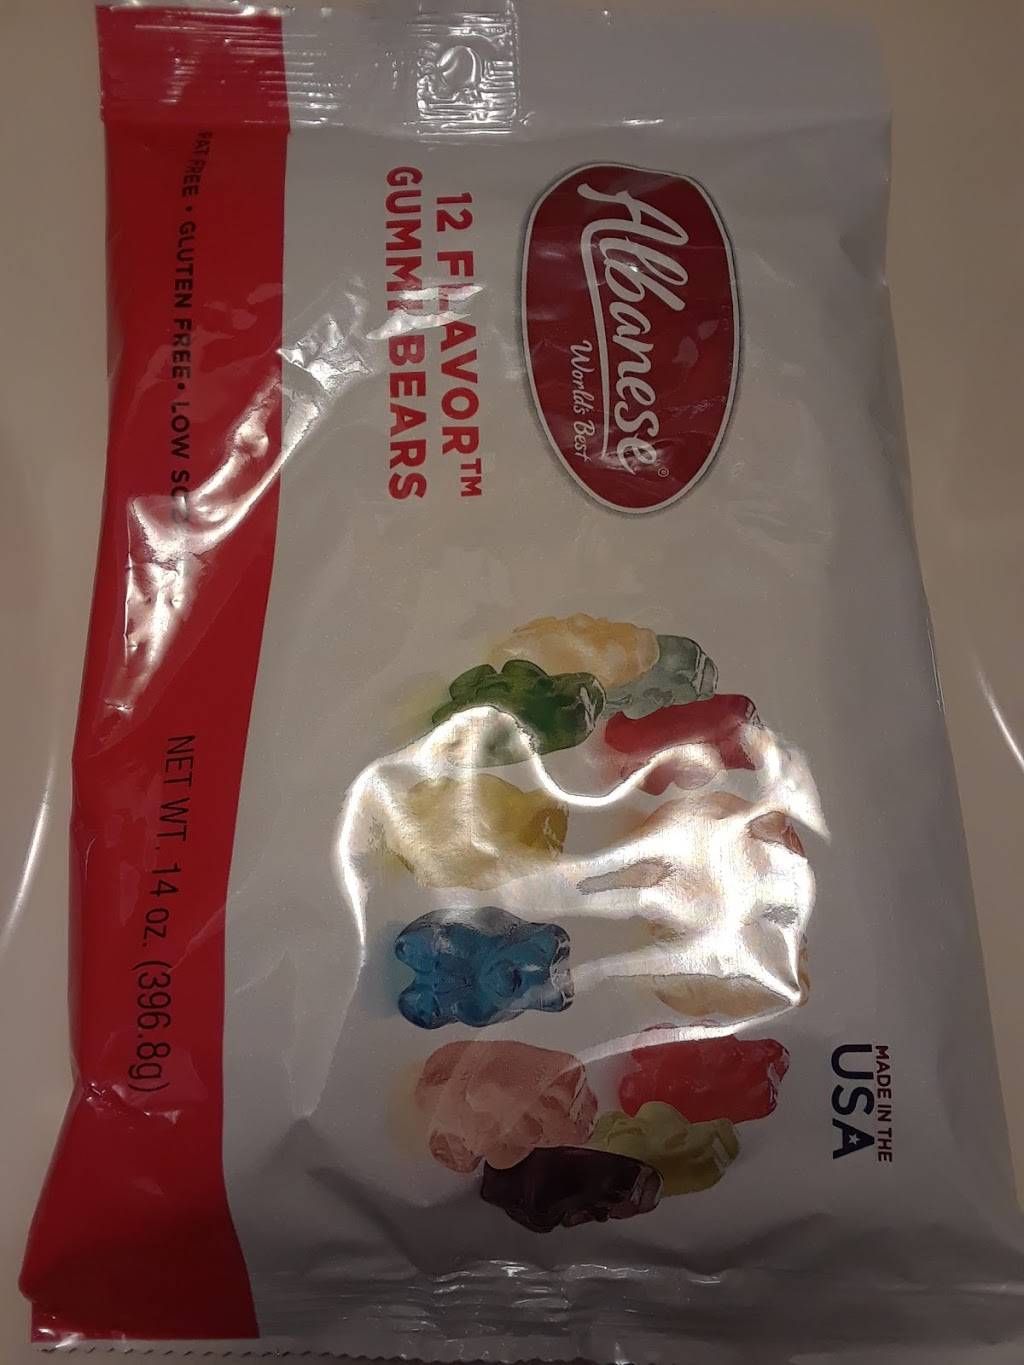 Albanese®
World's Best
12 FLAVOR™
GUMMI BEARS
MADE IN THE
USA
FAT FREE • GLUTEN FREE • LOW
NET WT. 14 oz. (396.8g)